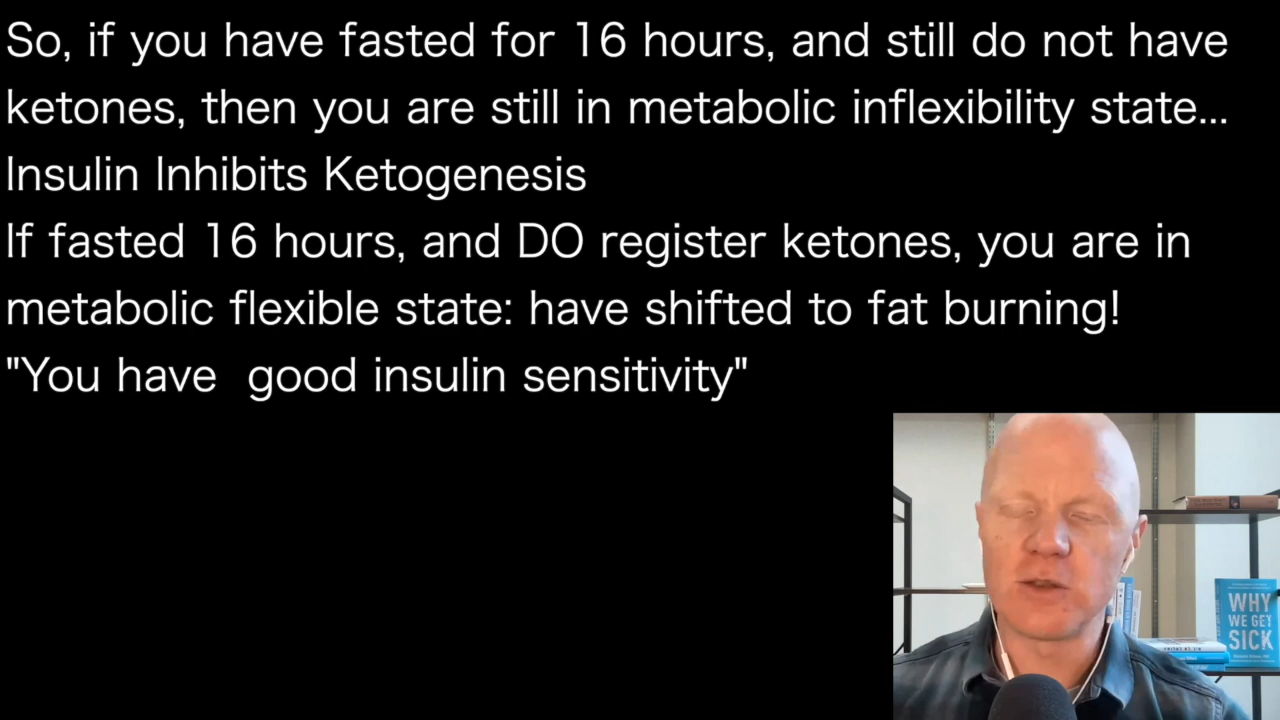 So, if you have fasted for 16 hours, and still do not have
ketones, then you are still in metabolic inflexibility state...
Insulin Inhibits Ketogenesis
If fasted 16 hours, and DO register ketones, you are in
metabolic flexible state: have shifted to fat burning!
"You have  good insulin sensitivity"
WHY
WE GET
SICK